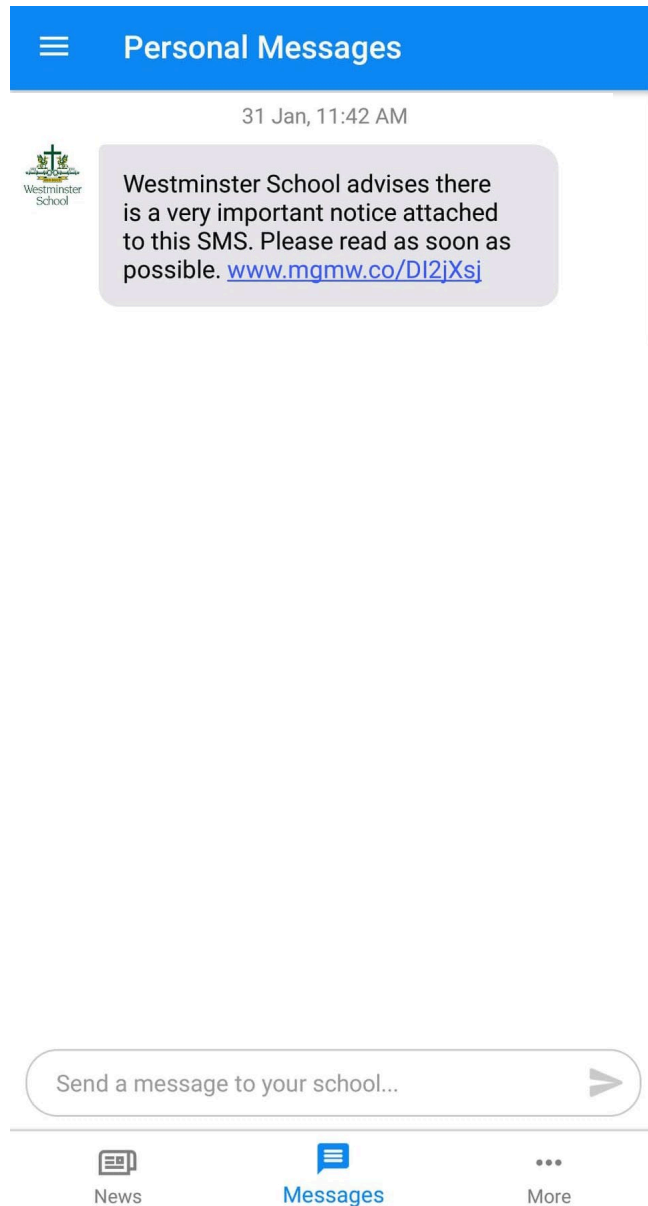 Personal Messages
31 Jan, 11:42 AM
Westminster
School
Westminster School advises there
is a very important notice attached
to this SMS. Please read as soon as
possible. www.mgmw.co/DI2jXsj
Send a message to your school...
News
Messages
More